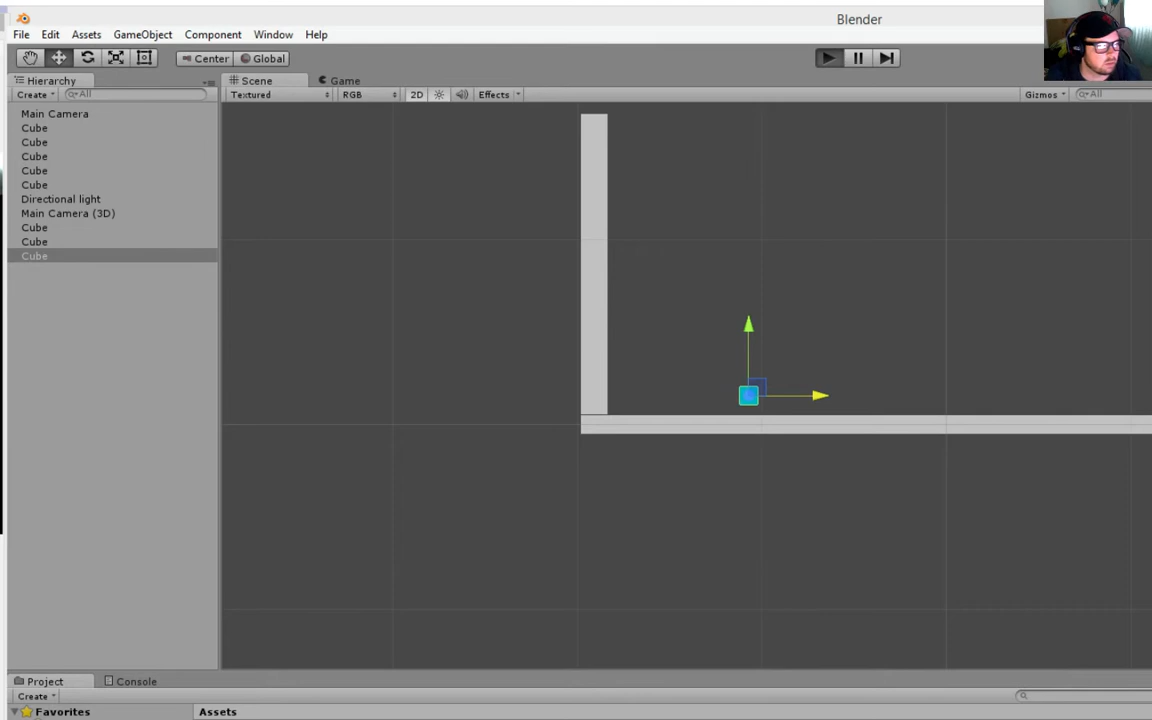 Blender
File Edit Assets GameObject Component Window Help
Center Global
Hierarchy Scene Game
Create All Textured RGB 2D Effects Gizmos All
Main Camera
Cube
Cube
Cube
Cube
Cube
Directional light
Main Camera (3D)
Cube
Cube
Cube
Project Console
Create
Favorites Assets